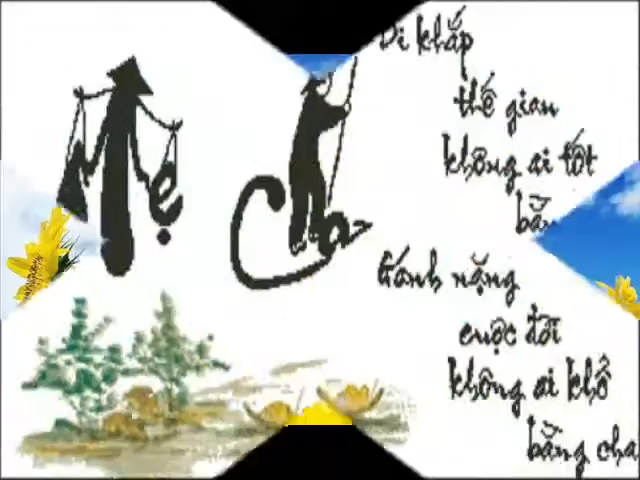 Mẹ Cha
Đi khắp
thế gian
không ai tốt
bằng
Gánh nặng
cuộc đời
không ai khổ
bằng cha